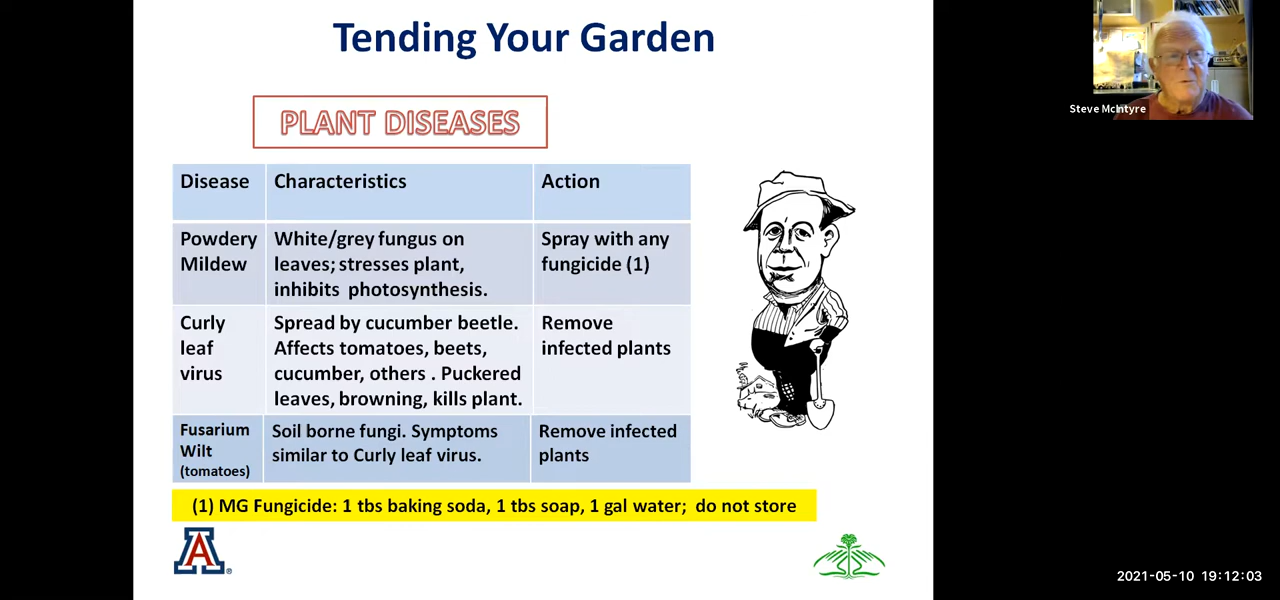 Tending Your Garden
PLANT DISEASES
Disease Characteristics Action
Powdery
Mildew
White/grey fungus on
leaves; stresses plant,
inhibits photosynthesis.
Spray with any
fungicide (1)
Curly
leaf
virus
Spread by cucumber beetle.
Affects tomatoes, beets,
cucumber, others . Puckered
leaves, browning, kills plant.
Remove
infected plants
Fusarium
Wilt
(tomatoes)
Soil borne fungi. Symptoms
similar to Curly leaf virus.
Remove infected
plants
(1) MG Fungicide: 1 tbs baking soda, 1 tbs soap, 1 gal water; do not store
A
Steve McIntyre
2021-05-10 19:12:03